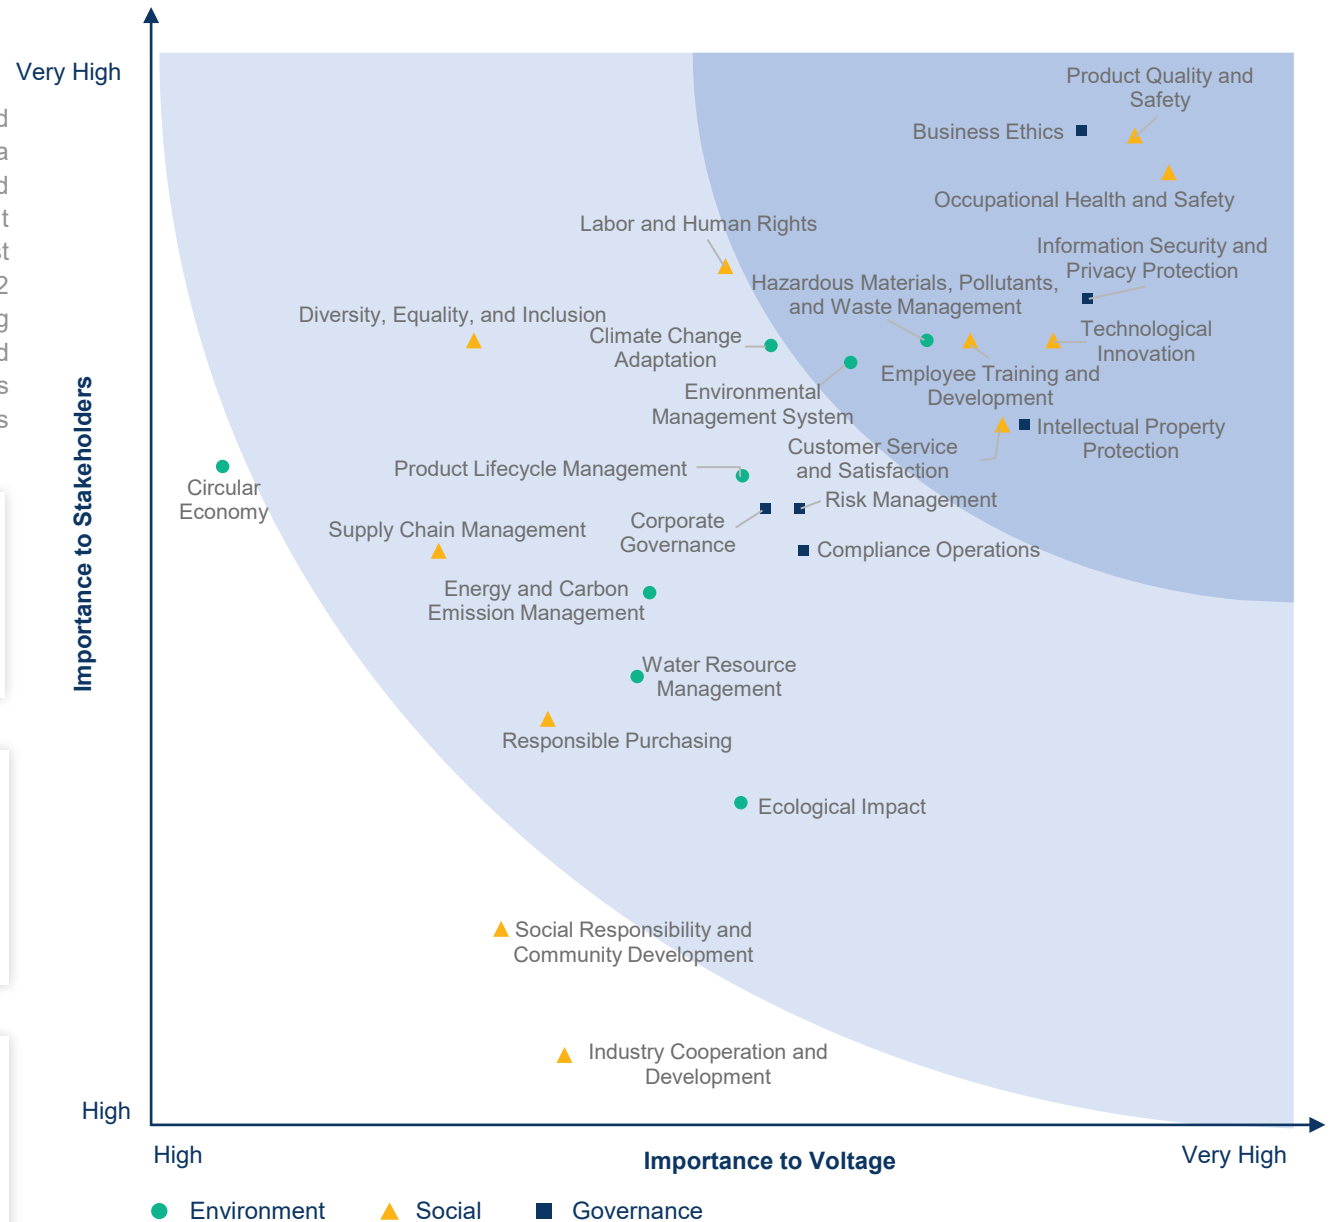 Very High
d
a
d
t
st
2
g
d
s
s
Product Quality and
Safety
Business Ethics
Occupational Health and Safety
Labor and Human Rights
Information Security and
Privacy Protection
Hazardous Materials, Pollutants,
and Waste Management
Diversity, Equality, and Inclusion
Climate Change
Adaptation
Technological
Innovation
Employee Training and
Development
Environmental
Management System
Intellectual Property
Protection
Customer Service
and Satisfaction
Product Lifecycle Management
Circular
Economy
Risk Management
Corporate
Governance
Supply Chain Management
Compliance Operations
Energy and Carbon
Emission Management
Water Resource
Management
Responsible Purchasing
Ecological Impact
Social Responsibility and
Community Development
Industry Cooperation and
Development
Importance to Stakeholders
High
High
Importance to Voltage
Very High
Environment
Social
Governance